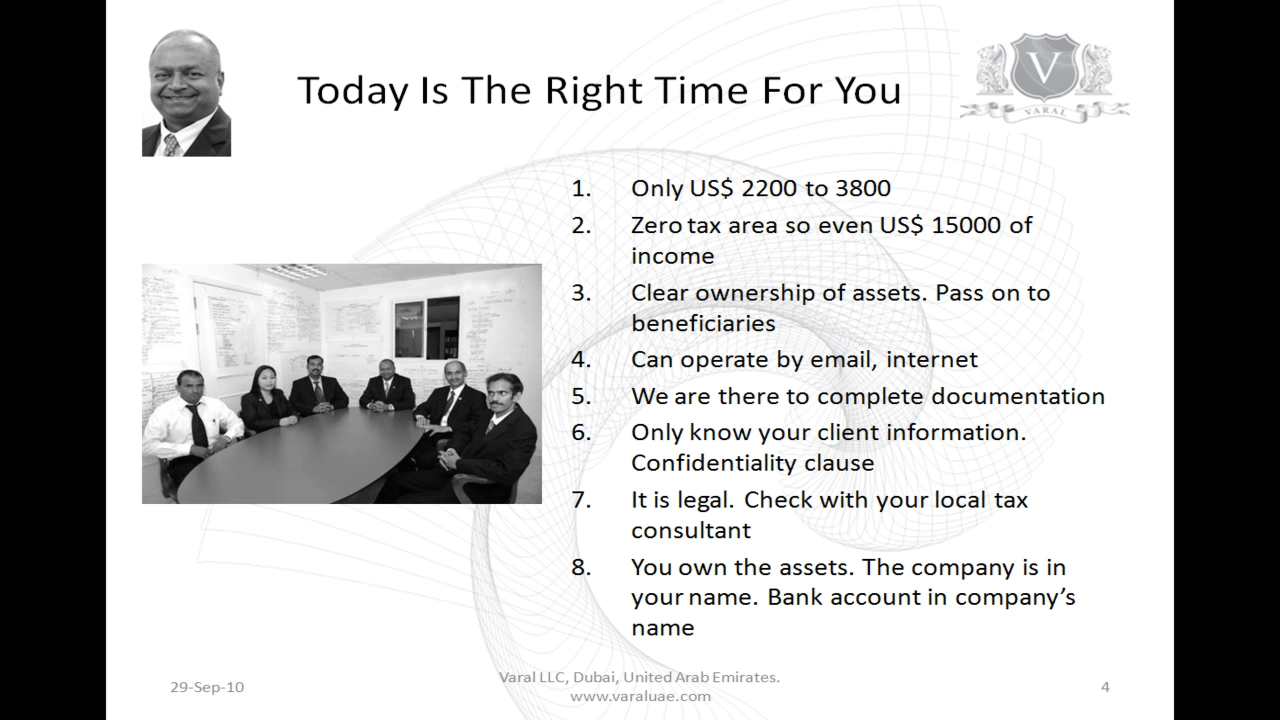 Today Is The Right Time For You
V
VARAL
1. Only US$ 2200 to 3800
2. Zero tax area so even US$ 15000 of
income
3. Clear ownership of assets. Pass on to
beneficiaries
4. Can operate by email, internet
5. We are there to complete documentation
6. Only know your client information.
Confidentiality clause
7. It is legal. Check with your local tax
consultant
8. You own the assets. The company is in
your name. Bank account in company’s
name
29-Sep-10
Varal LLC, Dubai, United Arab Emirates.
www.varaluae.com
4